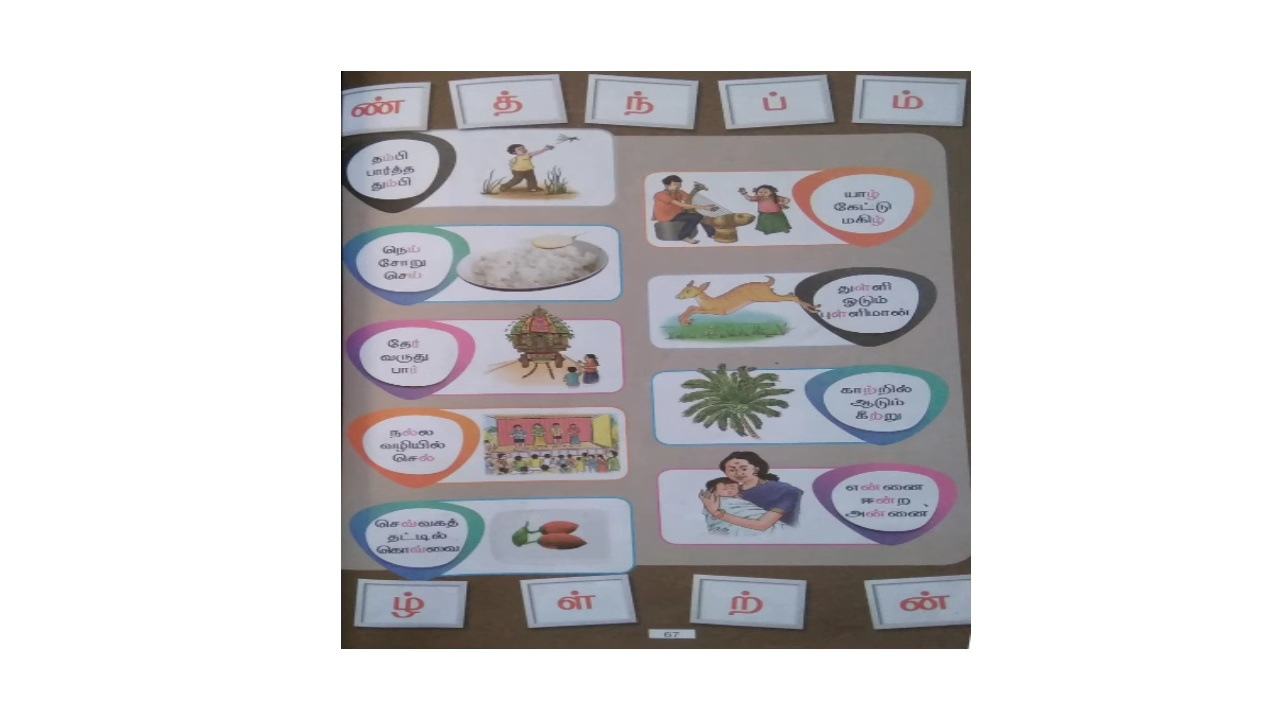 ண் த் ந் ப் ம்
தம்பி
பார்த்த
தும்பி
நெய்
சோறு
செய்
தேர்
வருது
பார்
நல்ல
வழியில்
செல்
செவ்வகத்
தட்டில்
கொவ்வை
யாழ்
கேட்டு
மகிழ்
துள்ளி
ஓடும்
புள்ளிமான்
காற்றில்
ஆடும்
கீற்று
என்னை
ஈன்ற
அன்னை
ழ் ள் ற் ன்
67